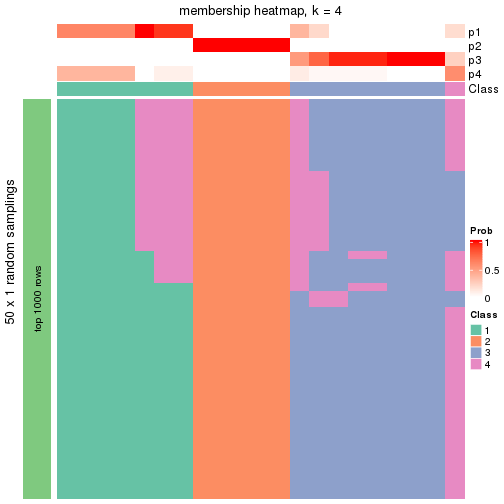 membership heatmap, k = 4
p1
p2
p3
p4
Class
50 x 1 random samplings
top 1000 rows
Prob
1
0.5
0
Class
1
2
3
4